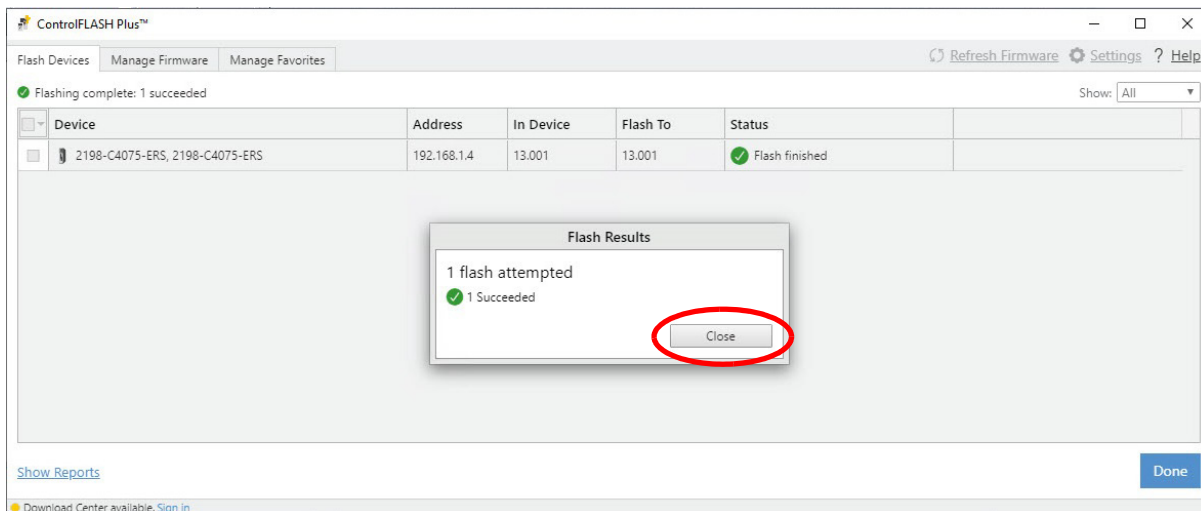 ControlFLASH Plus™
Flash Devices Manage Firmware Manage Favorites Refresh Firmware Settings ? Help
Flashing complete: 1 succeeded Show: All
Device Address In Device Flash To Status
2198-C4075-ERS, 2198-C4075-ERS 192.168.1.4 13.001 13.001 Flash finished
Flash Results
1 flash attempted
1 Succeeded
Close
Show Reports Done
Download Center available. Sign in